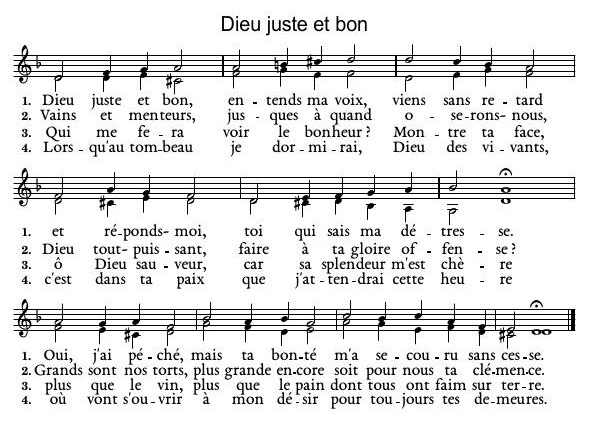 Dieu juste et bon
1. Dieu juste et bon, en - tends ma voix, viens sans re - tard
2. Vains et menteurs, jus - ques à quand o - se-rons- nous,
3. Qui me fe - ra voir le bonheur? Mon - tre ta face,
4. Lors - qu'au tom - beau je dor - mi - rai, Dieu des vi - vants,
1. et ré-ponds- moi, toi qui sais ma dé - tres - se.
2. Dieu tout- puis - sant, faire à ta gloire of - fen - se?
3. ô Dieu sau - veur, car sa splendeur m'est chè - re
4. c'est dans ta paix que j'at - ten-drai cette heu - re
1. Oui, j'ai pé - ché, mais ta bon-té m'a se - cou - ru sans ces-se.
2. Grands sont nos torts, plus grande en-core soit pour nous ta clé-men-ce.
3. plus que le vin, plus que le pain dont tous ont faim sur ter-re.
4. où vont s'ou - vrir à mon dé - sir pour tou - jours tes de-meures.